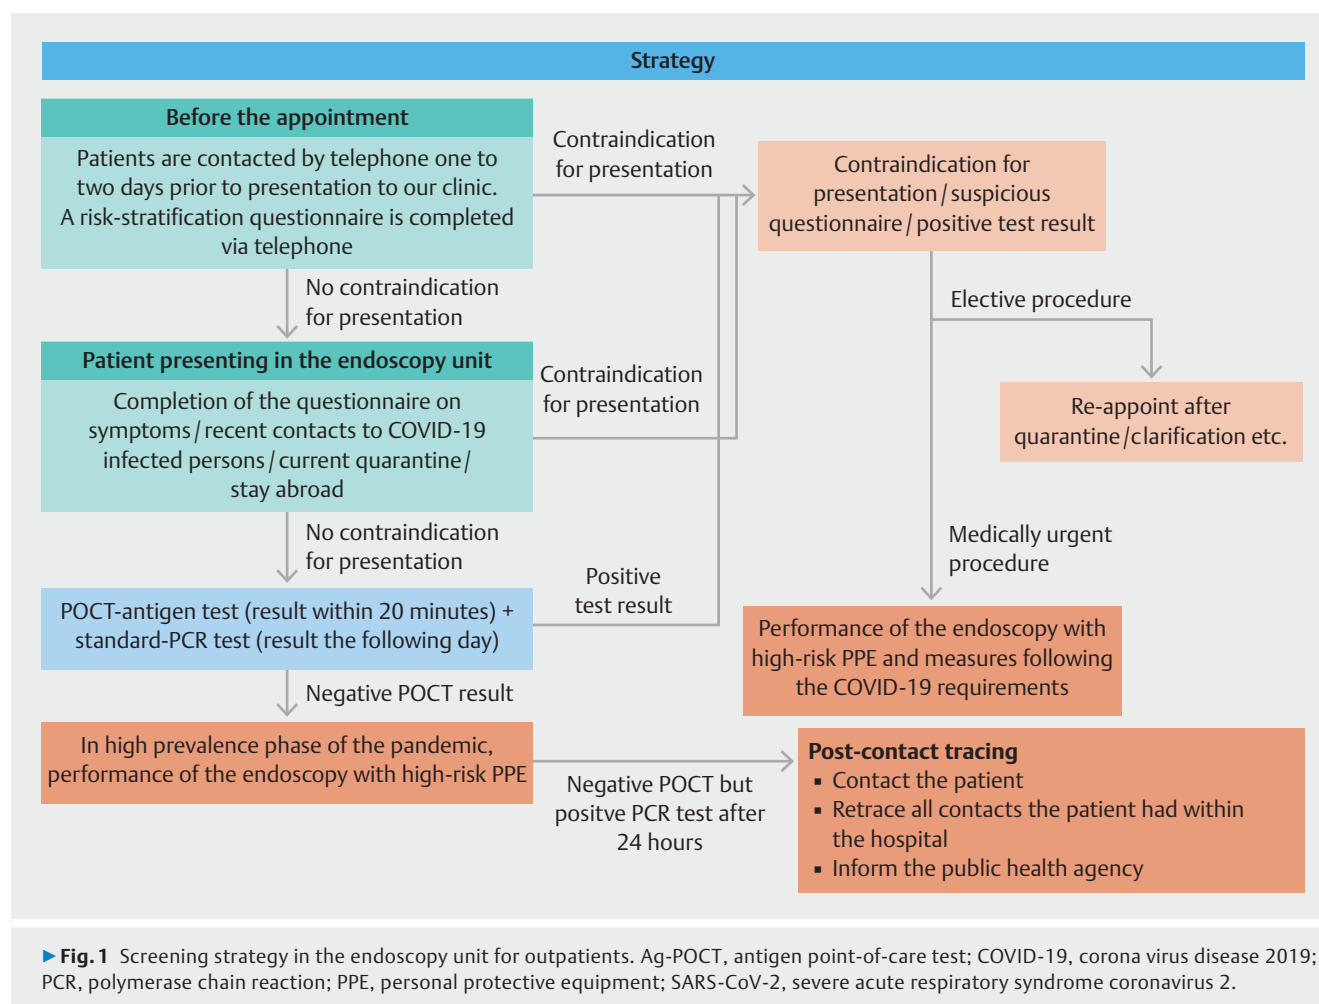 Strategy
Before the appointment
Patients are contacted by telephone one to
two days prior to presentation to our clinic.
A risk-stratification questionnaire is completed
via telephone
Contraindication
for presentation
Contraindication for
presentation / suspicious
questionnaire / positive test result
No contraindication
for presentation
Elective procedure
Patient presenting in the endoscopy unit
Completion of the questionnaire on
symptoms / recent contacts to COVID-19
infected persons / current quarantine /
stay abroad
Contraindication
for presentation
Re-appoint after
quarantine / clarification etc.
No contraindication
for presentation
Medically urgent
procedure
POCT-antigen test (result within 20 minutes) +
standard-PCR test (result the following day)
Positive
test result
Performance of the endoscopy with
high-risk PPE and measures following
the COVID-19 requirements
Negative POCT result
In high prevalence phase of the pandemic,
performance of the endoscopy with high-risk PPE
Negative POCT but
positve PCR test after
24 hours
Post-contact tracing
▪ Contact the patient
▪ Retrace all contacts the patient had within
the hospital
▪ Inform the public health agency
▶ Fig. 1 Screening strategy in the endoscopy unit for outpatients. Ag-POCT, antigen point-of-care test; COVID-19, corona virus disease 2019;
PCR, polymerase chain reaction; PPE, personal protective equipment; SARS-CoV-2, severe acute respiratory syndrome coronavirus 2.